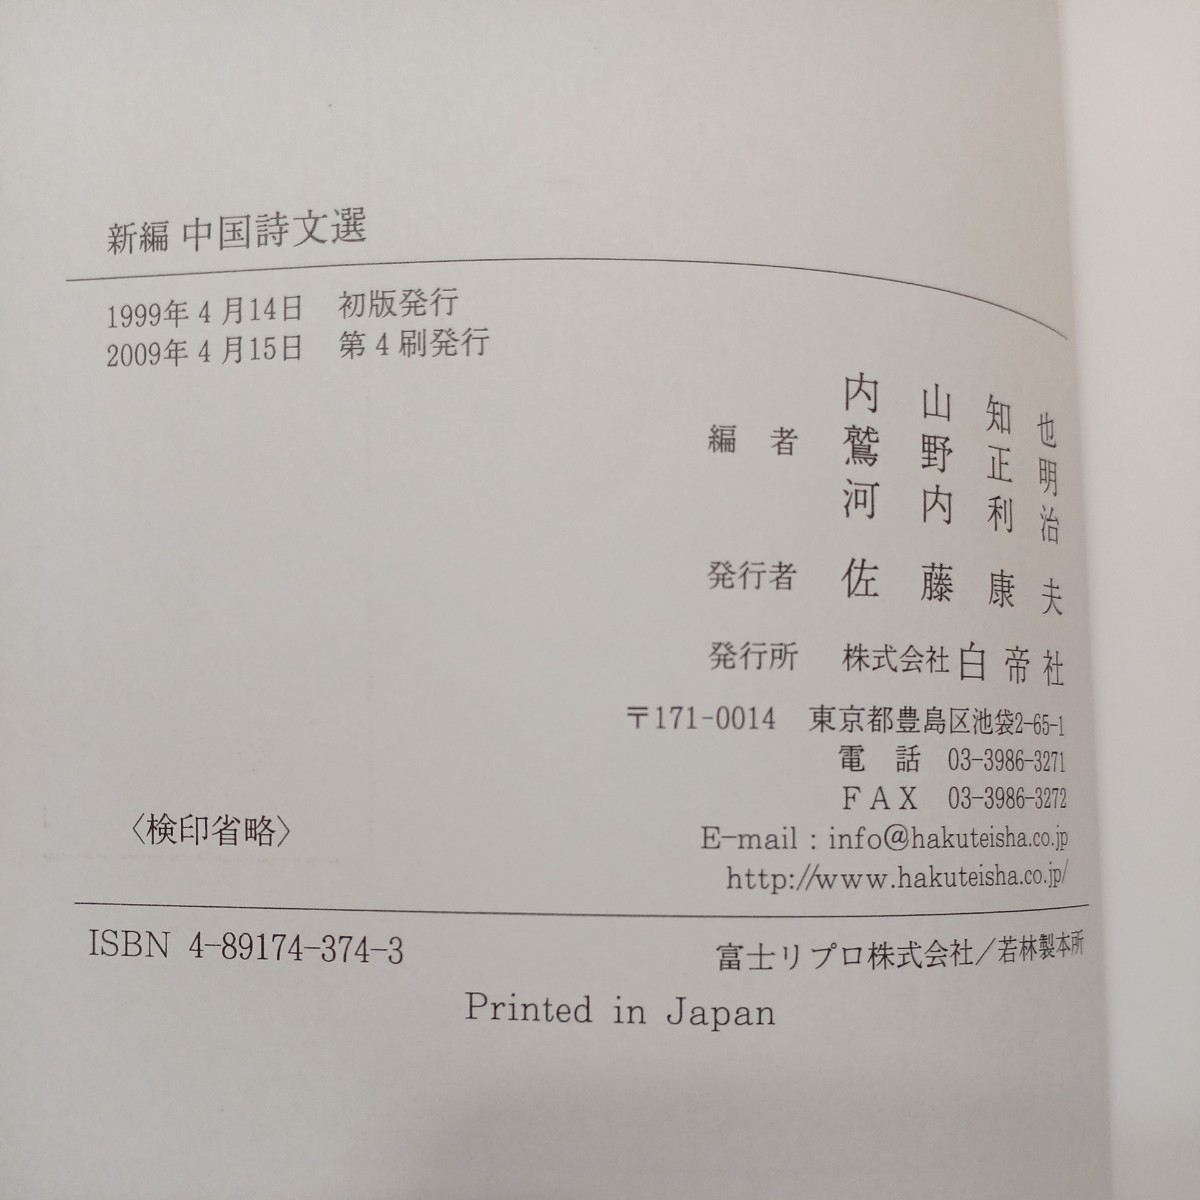 新編 中国詩文選
1999年4月14日 初版発行
2009年4月15日 第4刷発行
編者 内山知也
鷲野正明
河内利治
発行者 佐藤康夫
発行所 株式会社白帝社
〒171-0014 東京都豊島区池袋2-65-1
電話 03-3986-3271
FAX 03-3986-3272
E-mail : info@hakuteisha.co.jp
http://www.hakuteisha.co.jp/
〈検印省略〉
ISBN 4-89174-374-3
富士リプロ株式会社/若林製本所
Printed in Japan